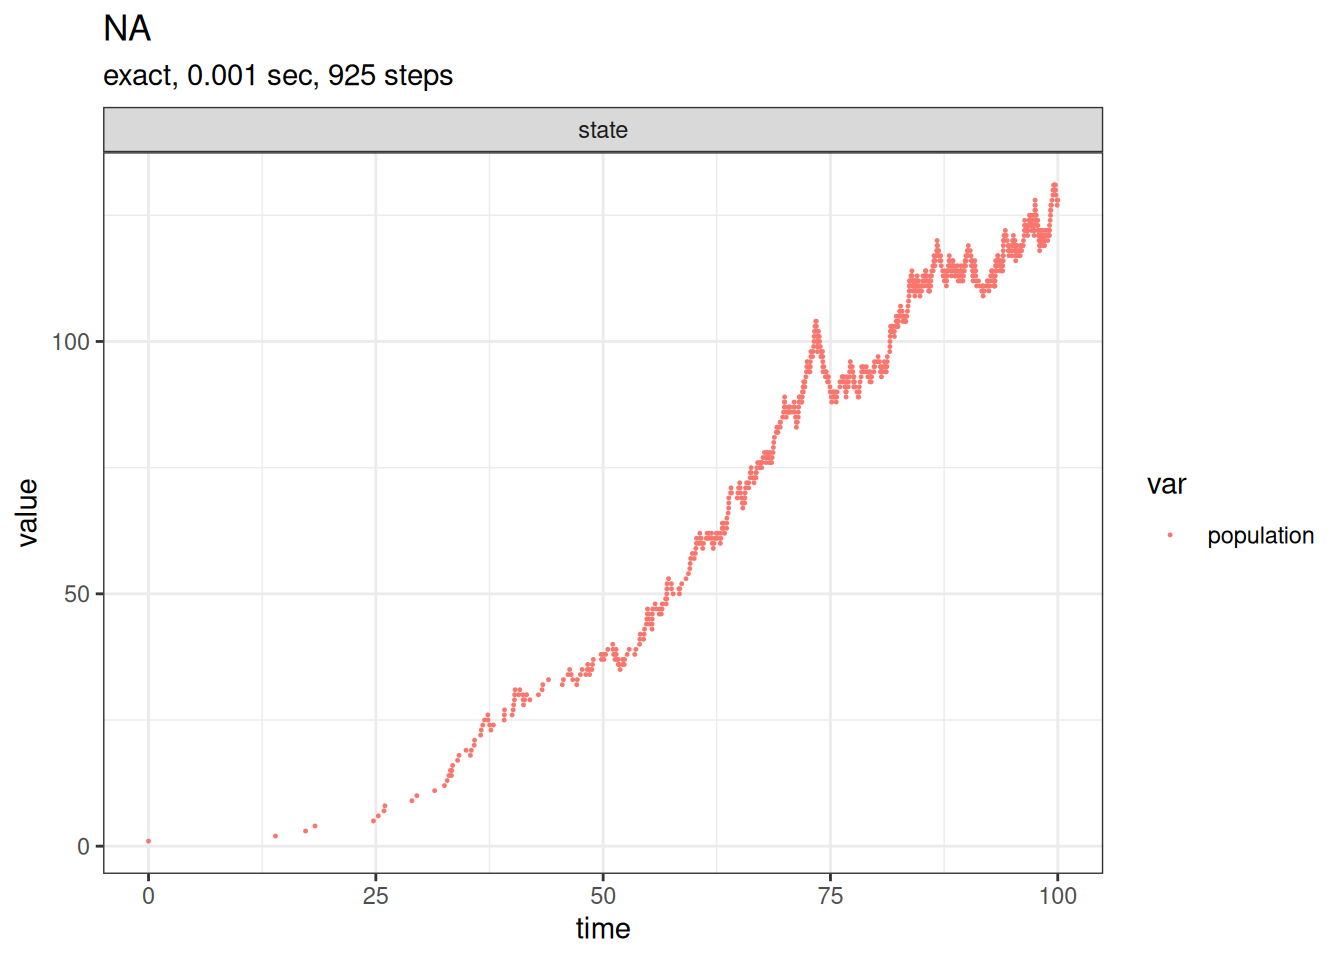 NA
exact, 0.001 sec, 925 steps
state
100
50
0
value
0 25 50 75 100
time
var
population